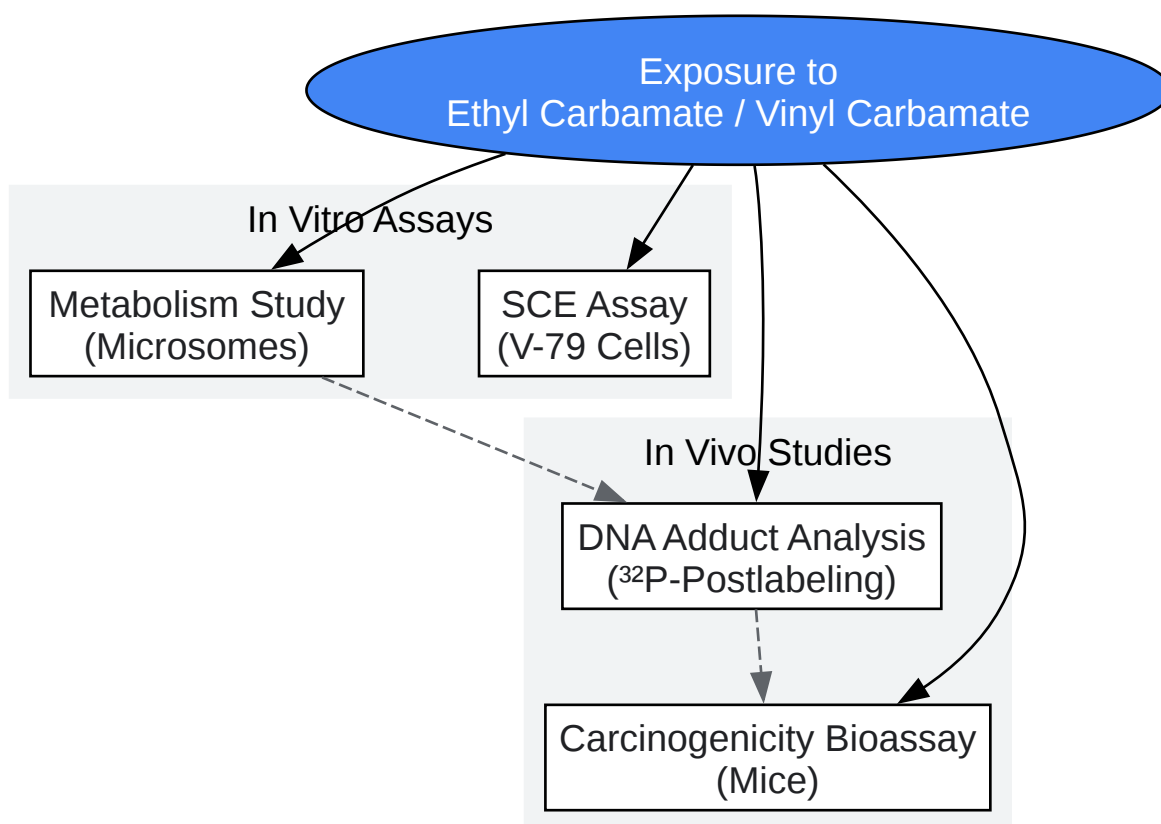 Exposure to
Ethyl Carbamate / Vinyl Carbamate
In Vitro Assays
Metabolism Study
(Microsomes)
SCE Assay
(V-79 Cells)
In Vivo Studies
DNA Adduct Analysis
(³²P-Postlabeling)
Carcinogenicity Bioassay
(Mice)